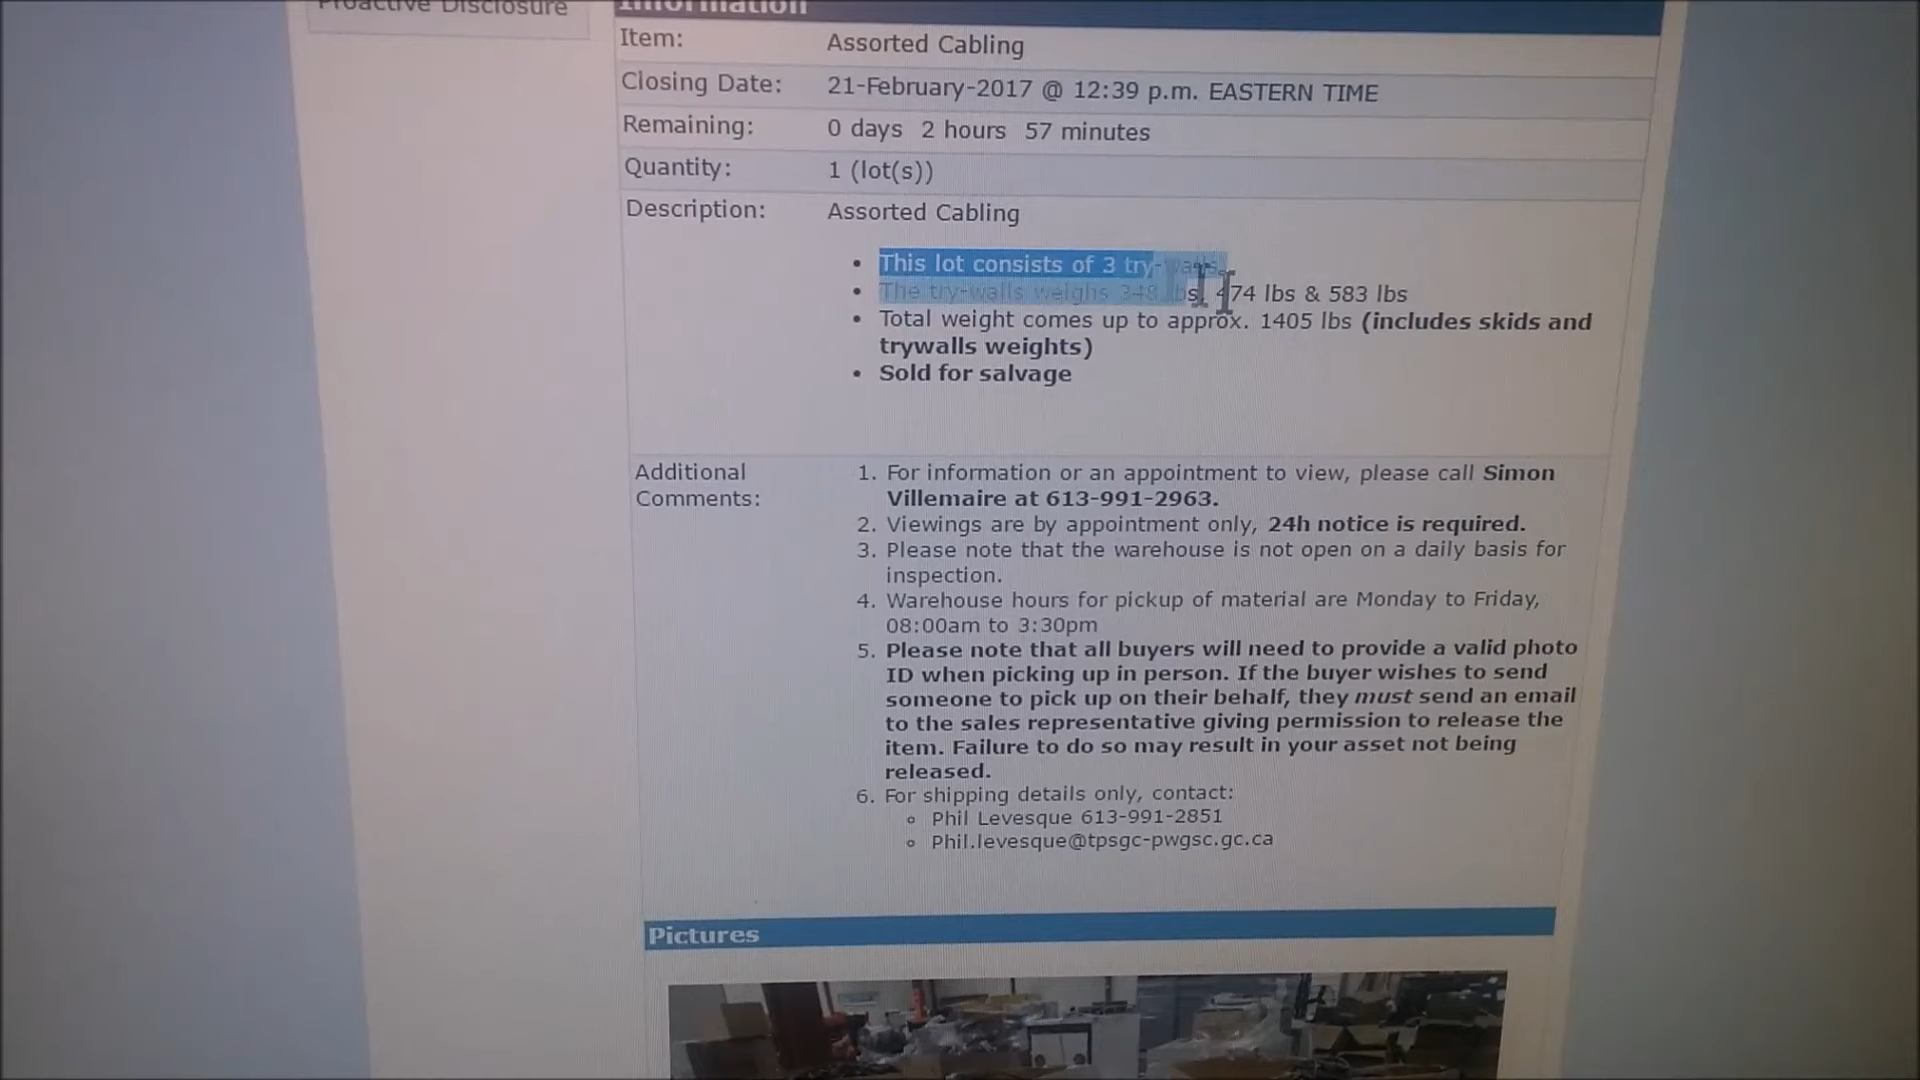 Proactive Disclosure
Information
Item: Assorted Cabling
Closing Date: 21-February-2017 @ 12:39 p.m. EASTERN TIME
Remaining: 0 days 2 hours 57 minutes
Quantity: 1 (lot(s))
Description: Assorted Cabling
• This lot consists of 3 try-walls.
• The try-walls weighs 348 lbs, 474 lbs & 583 lbs
• Total weight comes up to approx. 1405 lbs (includes skids and
trywalls weights)
• Sold for salvage
Additional
Comments:
1. For information or an appointment to view, please call Simon
Villemaire at 613-991-2963.
2. Viewings are by appointment only, 24h notice is required.
3. Please note that the warehouse is not open on a daily basis for
inspection.
4. Warehouse hours for pickup of material are Monday to Friday,
08:00am to 3:30pm
5. Please note that all buyers will need to provide a valid photo
ID when picking up in person. If the buyer wishes to send
someone to pick up on their behalf, they must send an email
to the sales representative giving permission to release the
item. Failure to do so may result in your asset not being
released.
6. For shipping details only, contact:
Phil Levesque 613-991-2851
Phil.levesque@tpsgc-pwgsc.gc.ca
Pictures